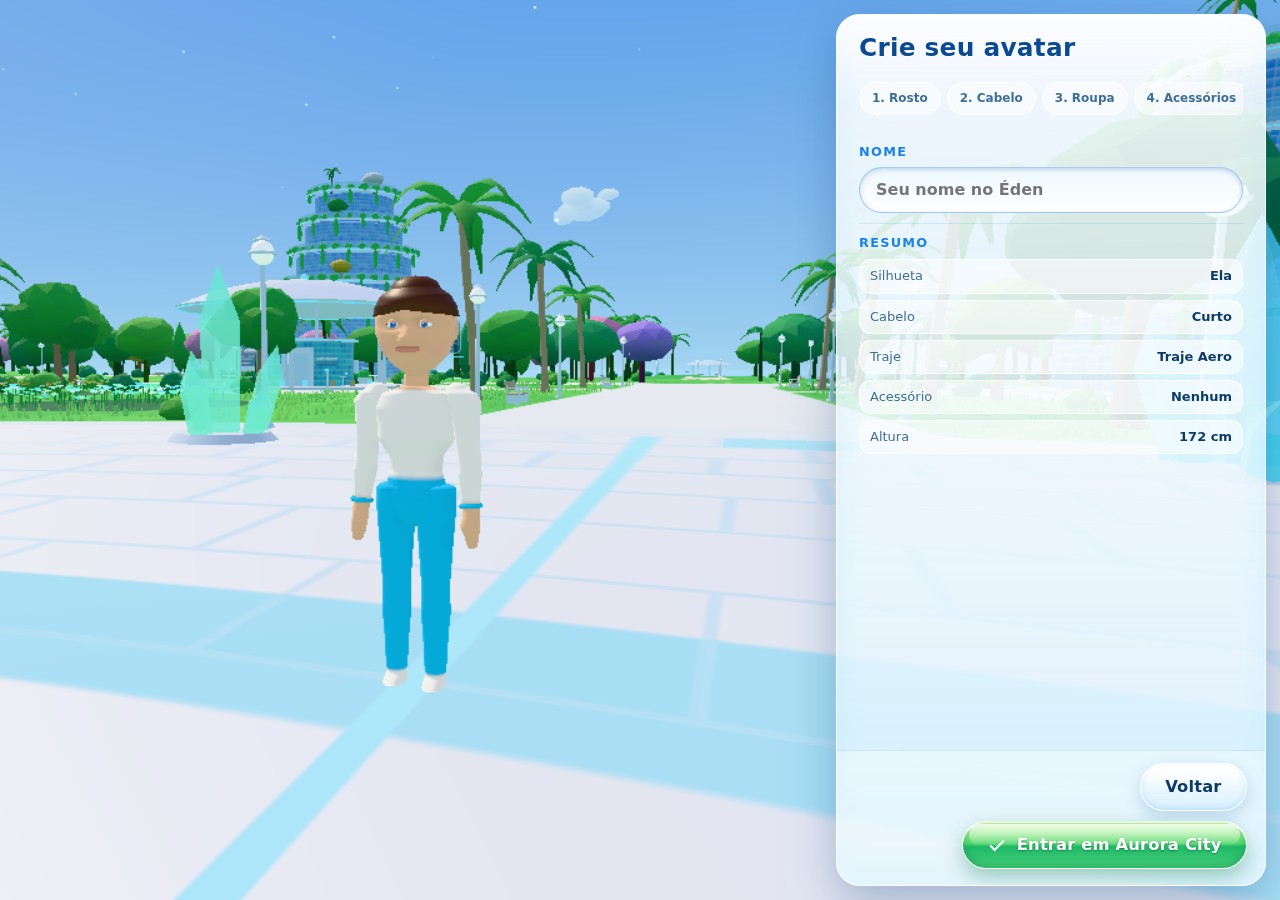 Crie seu avatar
1. Rosto
2. Cabelo
3. Roupa
4. Acessórios
NOME
Seu nome no Éden
RESUMO
Silhueta Ela
Cabelo Curto
Traje Traje Aero
Acessório Nenhum
Altura 172 cm
Voltar
Entrar em Aurora City